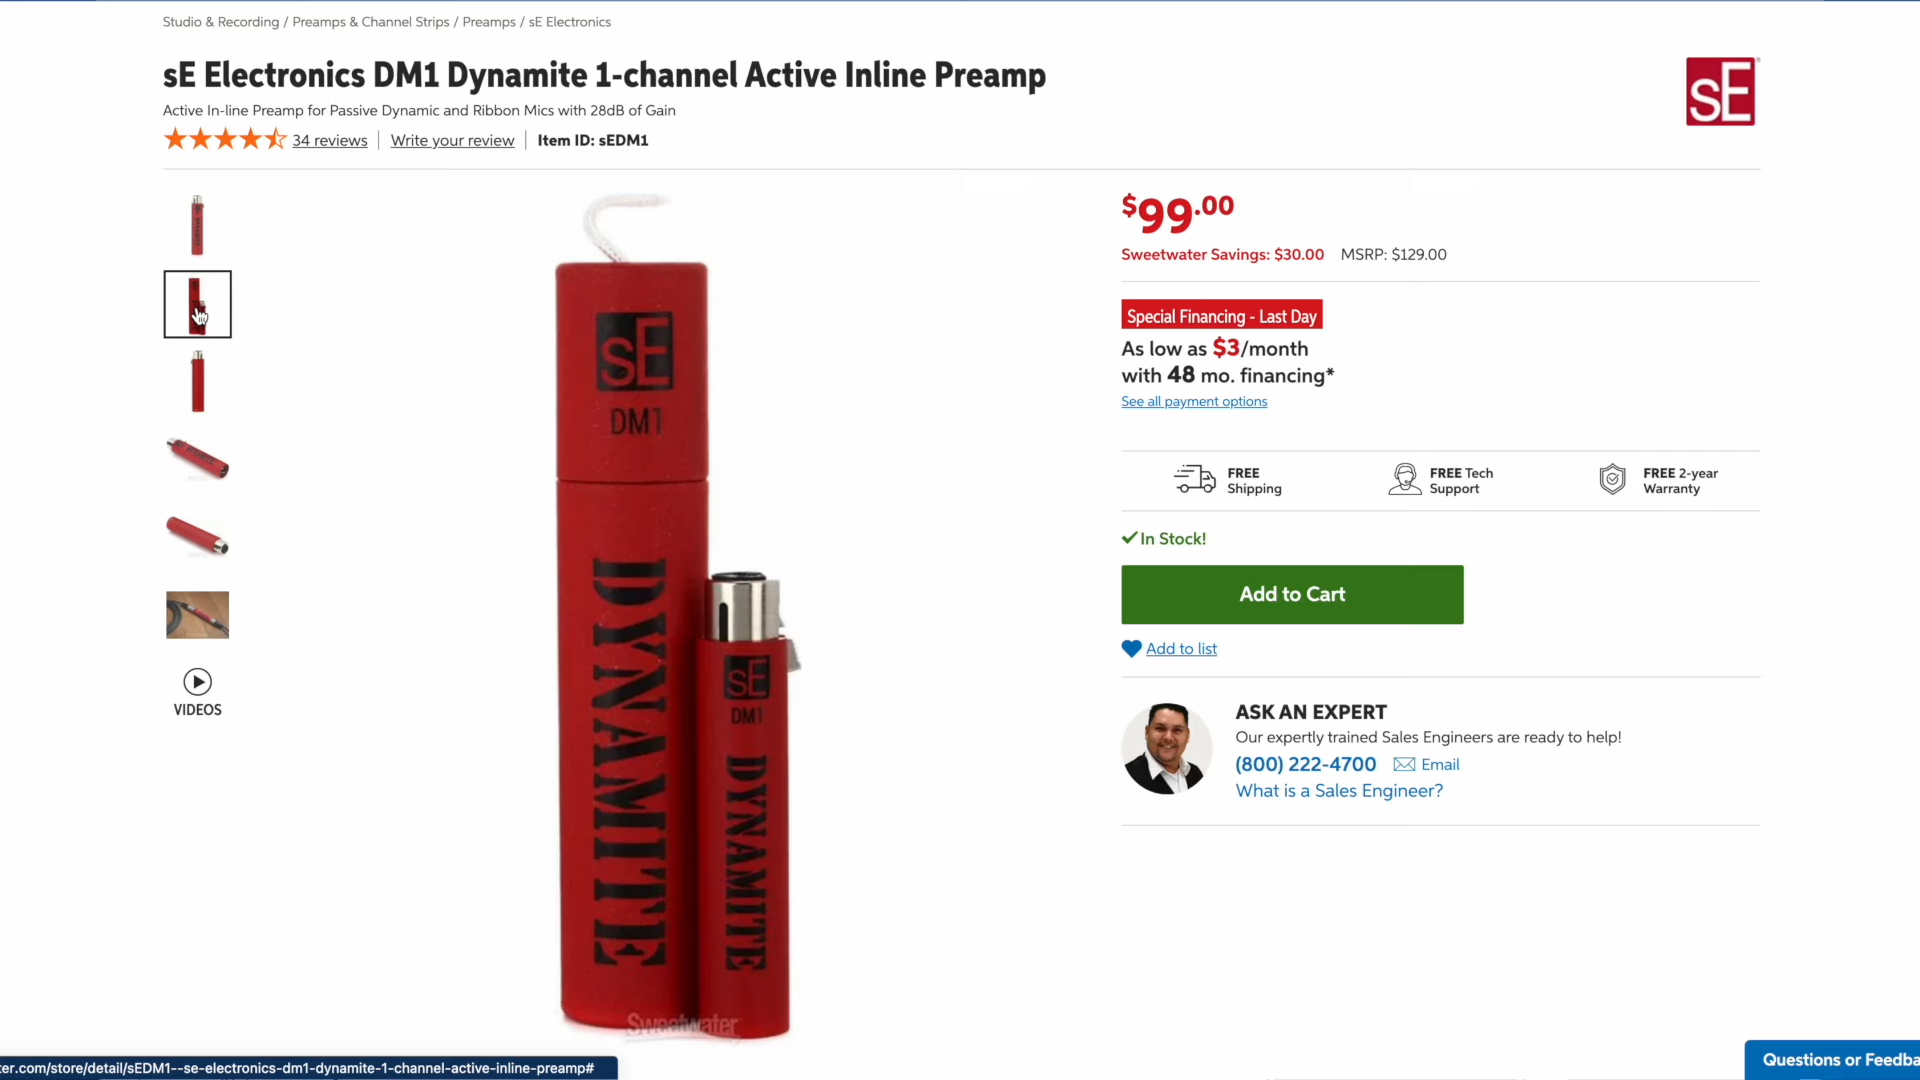 Studio & Recording / Preamps & Channel Strips / Preamps / sE Electronics
sE Electronics DM1 Dynamite 1-channel Active Inline Preamp
Active In-line Preamp for Passive Dynamic and Ribbon Mics with 28dB of Gain
34 reviews
Write your review
Item ID: sEDM1
sE
sE
DM1
DYNAMITE
sE
DM1
DYNAMITE
Sweetwater
VIDEOS
$99.00
Sweetwater Savings: $30.00 MSRP: $129.00
Special Financing - Last Day
As low as $3/month
with 48 mo. financing*
See all payment options
FREE
Shipping
FREE Tech
Support
FREE 2-year
Warranty
In Stock!
Add to Cart
Add to list
ASK AN EXPERT
Our expertly trained Sales Engineers are ready to help!
(800) 222-4700
Email
What is a Sales Engineer?
er.com/store/detail/sEDM1--se-electronics-dm1-dynamite-1-channel-active-inline-preamp#
Questions or Feedba